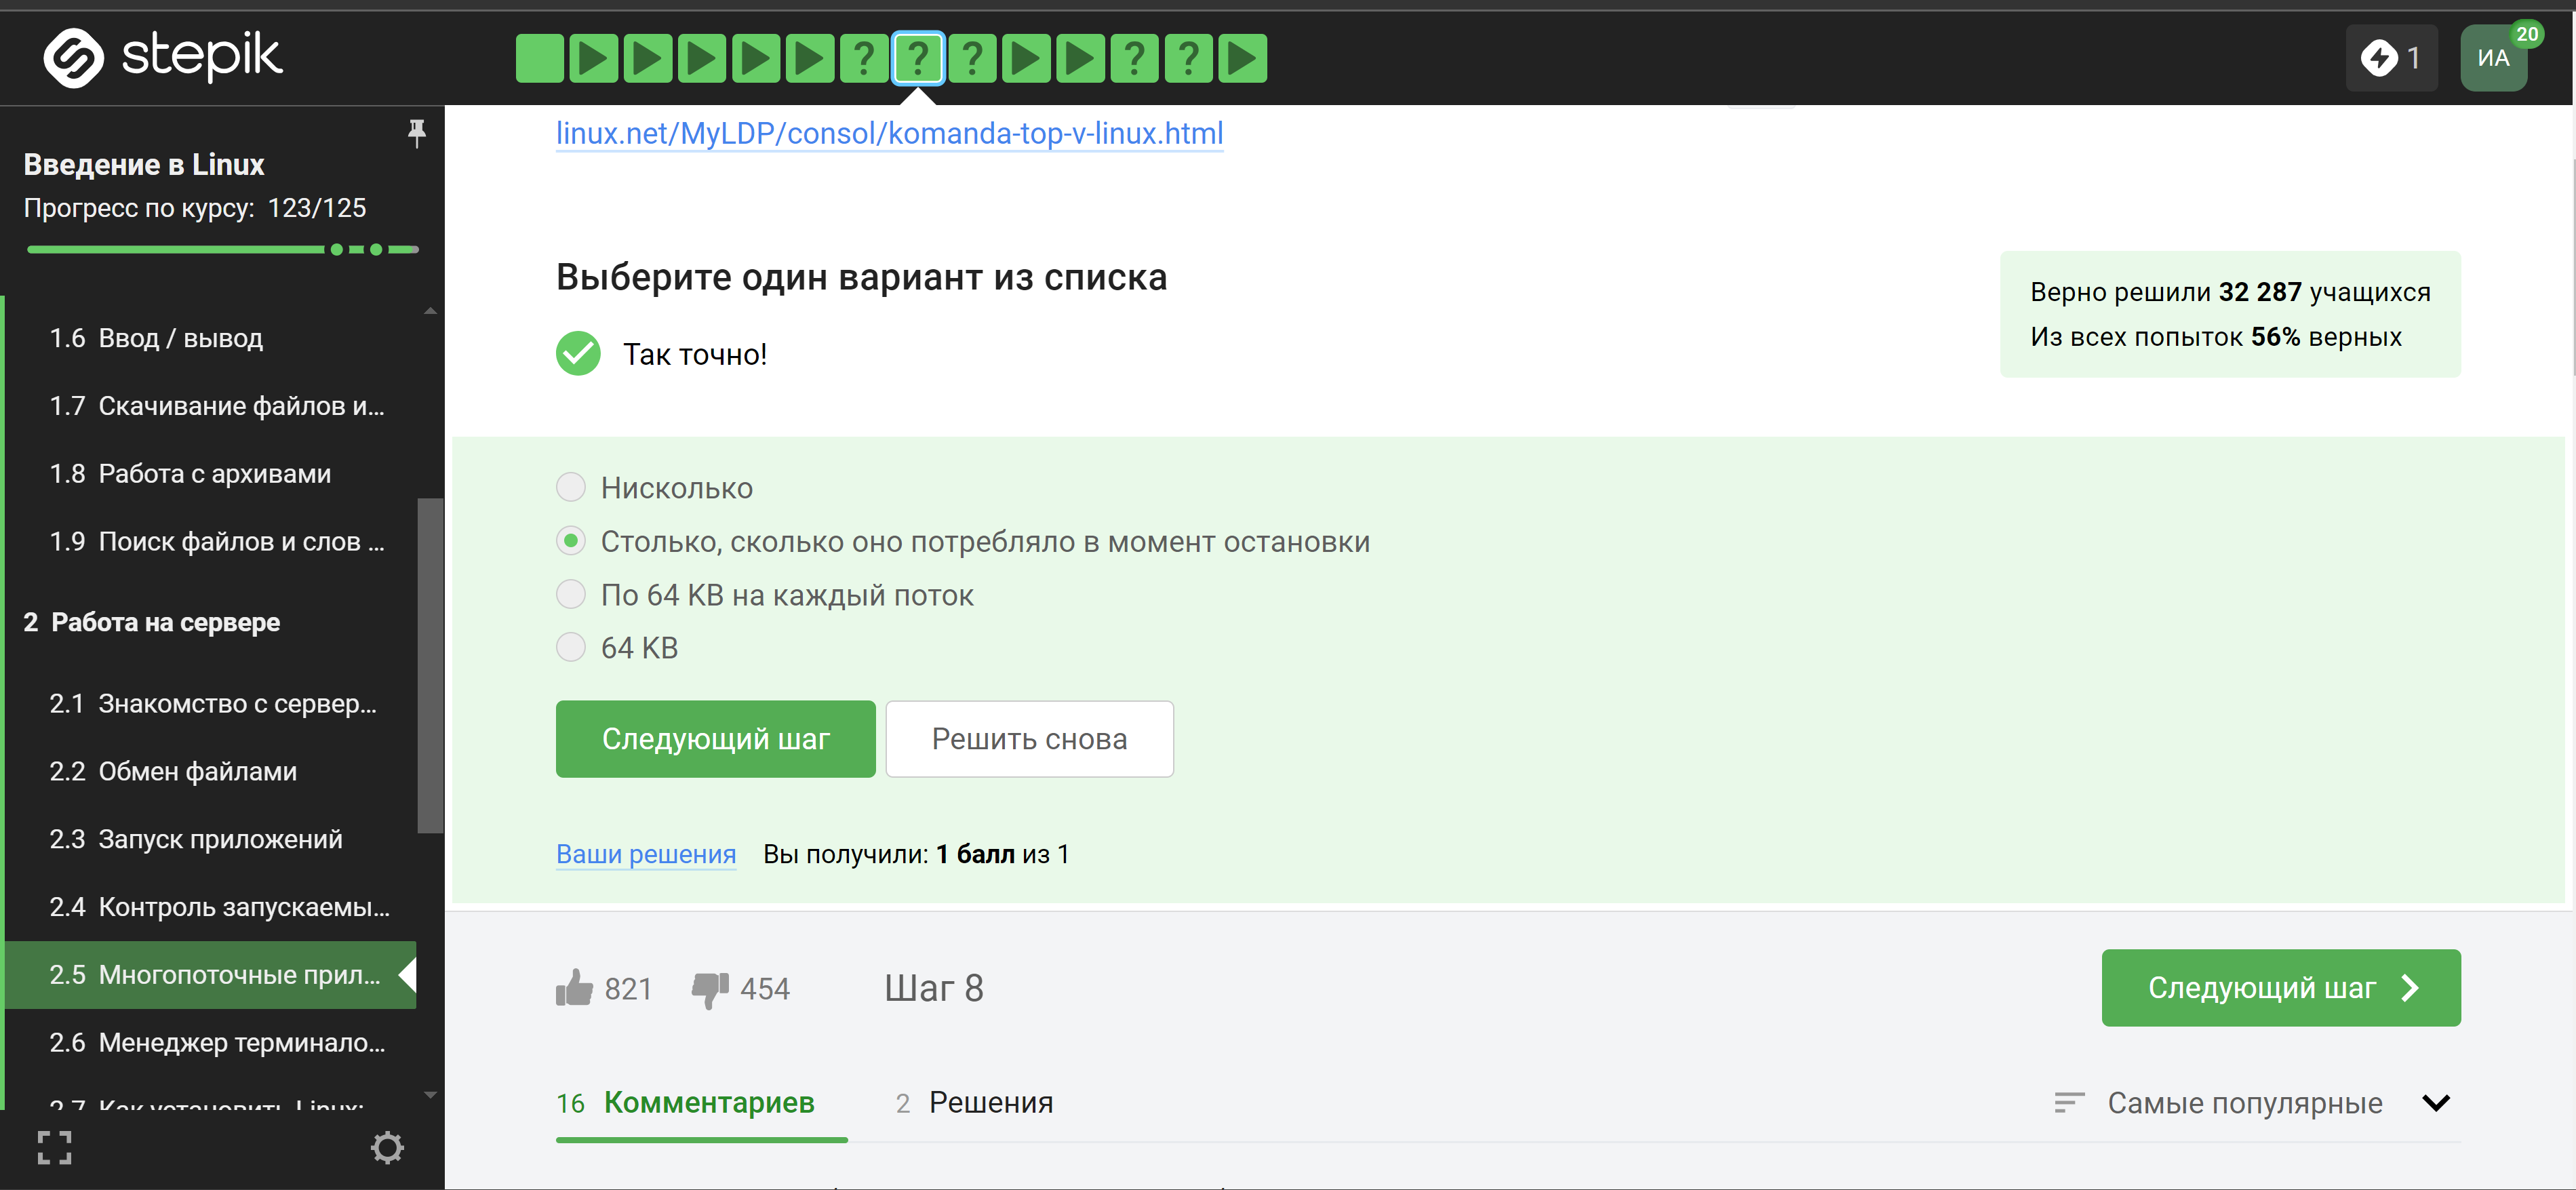 stepik
? ? ? ? ?
1
ИА
20
Введение в Linux
Прогресс по курсу: 123/125
1.6 Ввод / вывод
1.7 Скачивание файлов и...
1.8 Работа с архивами
1.9 Поиск файлов и слов ...
2 Работа на сервере
2.1 Знакомство с сервер...
2.2 Обмен файлами
2.3 Запуск приложений
2.4 Контроль запускаемы...
2.5 Многопоточные прил...
2.6 Менеджер терминало...
2.7 Как установить Linux:
linux.net/MyLDP/consol/komanda-top-v-linux.html
Выберите один вариант из списка
Так точно!
Верно решили 32 287 учащихся
Из всех попыток 56% верных
Нисколько
Столько, сколько оно потребляло в момент остановки
По 64 KB на каждый поток
64 KB
Следующий шаг
Решить снова
Ваши решения Вы получили: 1 балл из 1
821 454 Шаг 8
Следующий шаг
16 Комментариев 2 Решения
Самые популярные